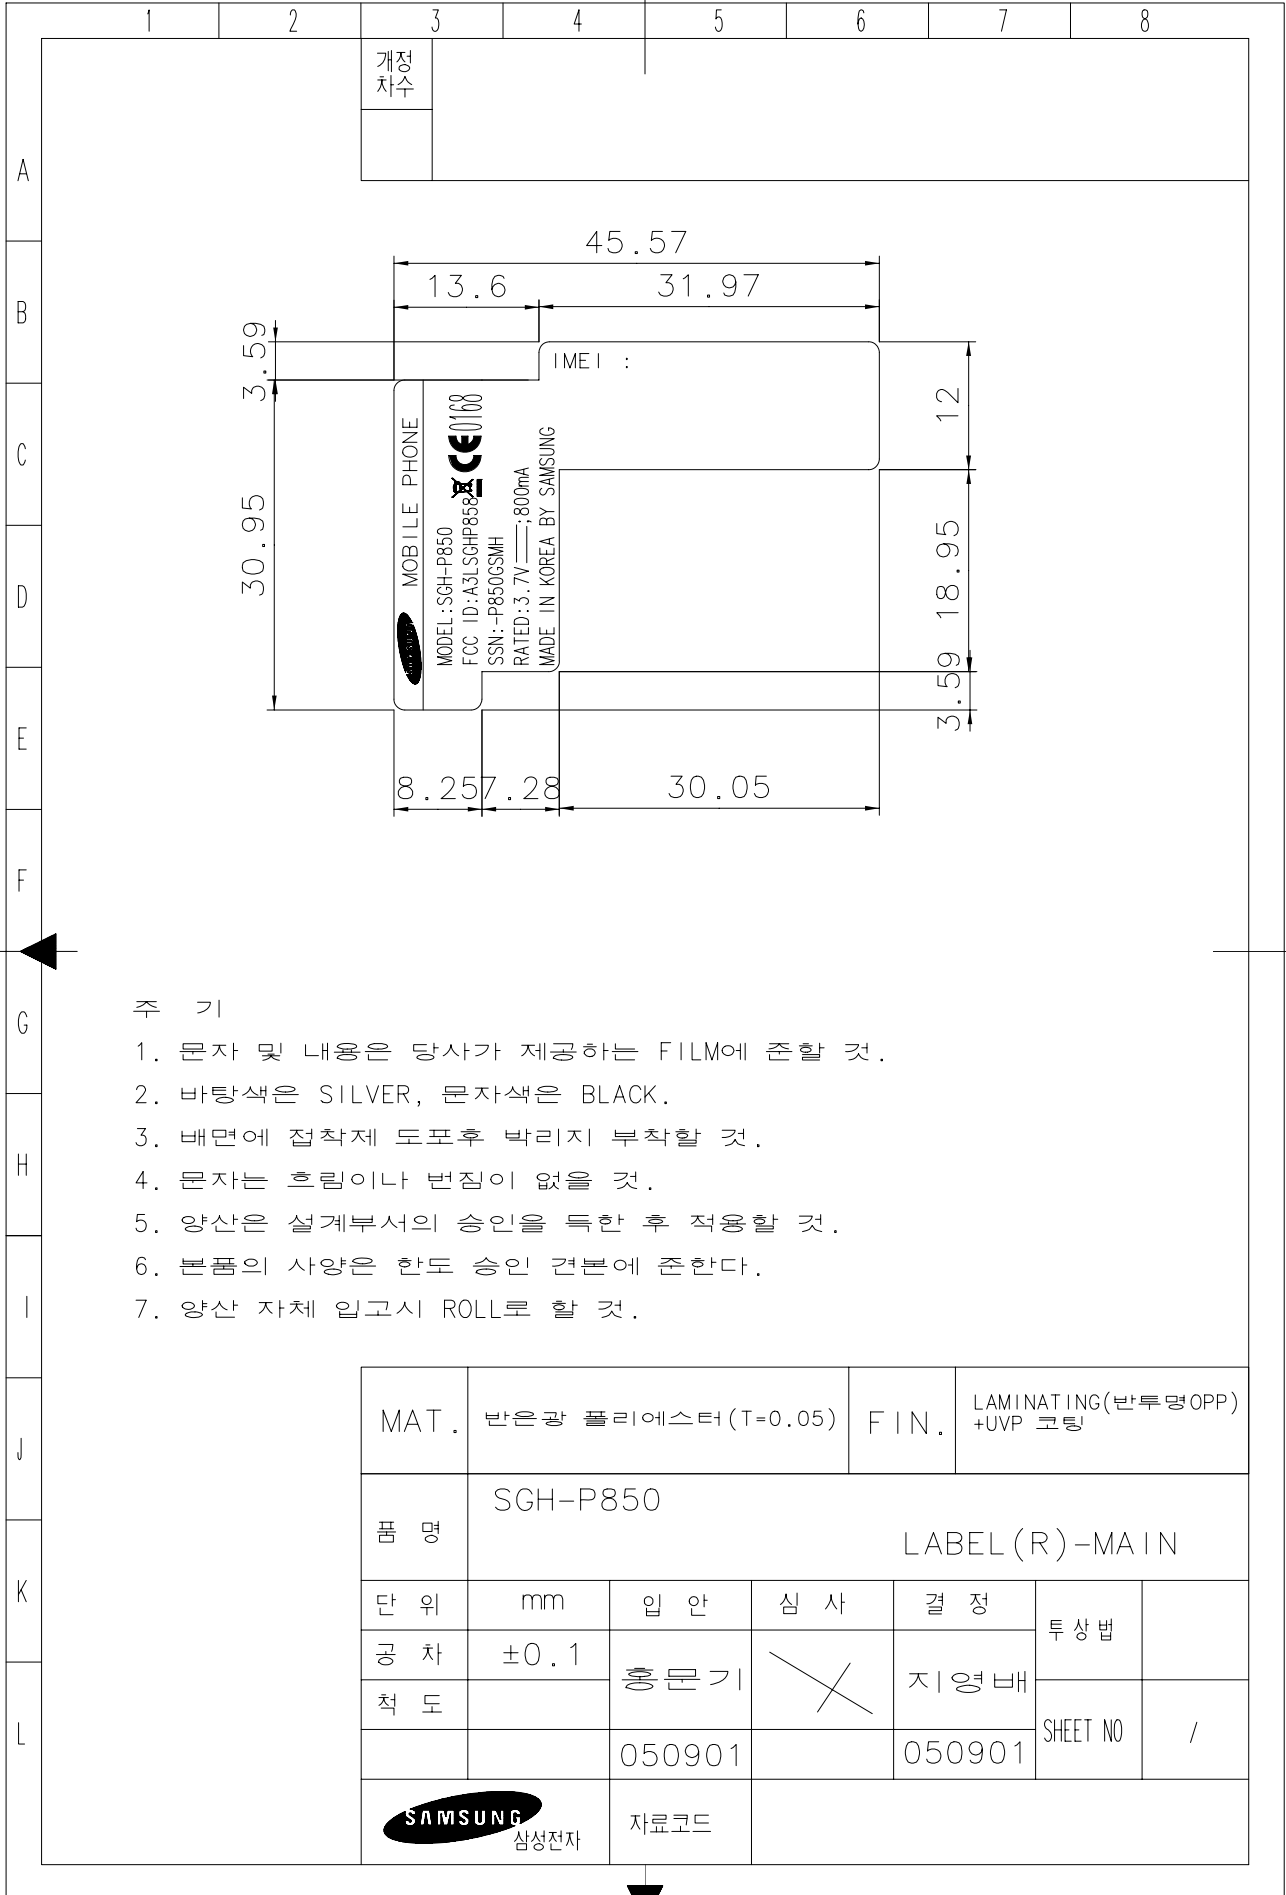 1 2 3 4 5 6 7 8
개정
차수
A
B
C
D
E
F
G
H
I
J
K
L
45.57
13.6
31.97
3.59
30.95
12
18.95
3.59
8.25
7.28
30.05
IMEI :
SAMSUNG MOBILE PHONE
CE0168
MODEL:SGH-P850
FCC ID:A3LSGHP858
SSN:-P850GSMH
RATED:3.7V ;800mA
MADE IN KOREA BY SAMSUNG
주 기
1. 문자 및 내용은 당사가 제공하는 FILM에 준할 것.
2. 바탕색은 SILVER, 문자색은 BLACK.
3. 배면에 접착제 도포후 박리지 부착할 것.
4. 문자는 흐림이나 번짐이 없을 것.
5. 양산은 설계부서의 승인을 득한 후 적용할 것.
6. 본품의 사양은 한도 승인 견본에 준한다.
7. 양산 자체 입고시 ROLL로 할 것.
MAT. 반은광 폴리에스터(T=0.05) FIN. LAMINATING(반투명OPP)
+UVP 코팅
품 명 SGH-P850
LABEL(R)-MAIN
단 위 mm 입 안 심 사 결 정 투상법
공 차 ±0.1 홍문기 지영배
척 도 SHEET NO /
050901 050901
SAMSUNG 삼성전자 자료코드